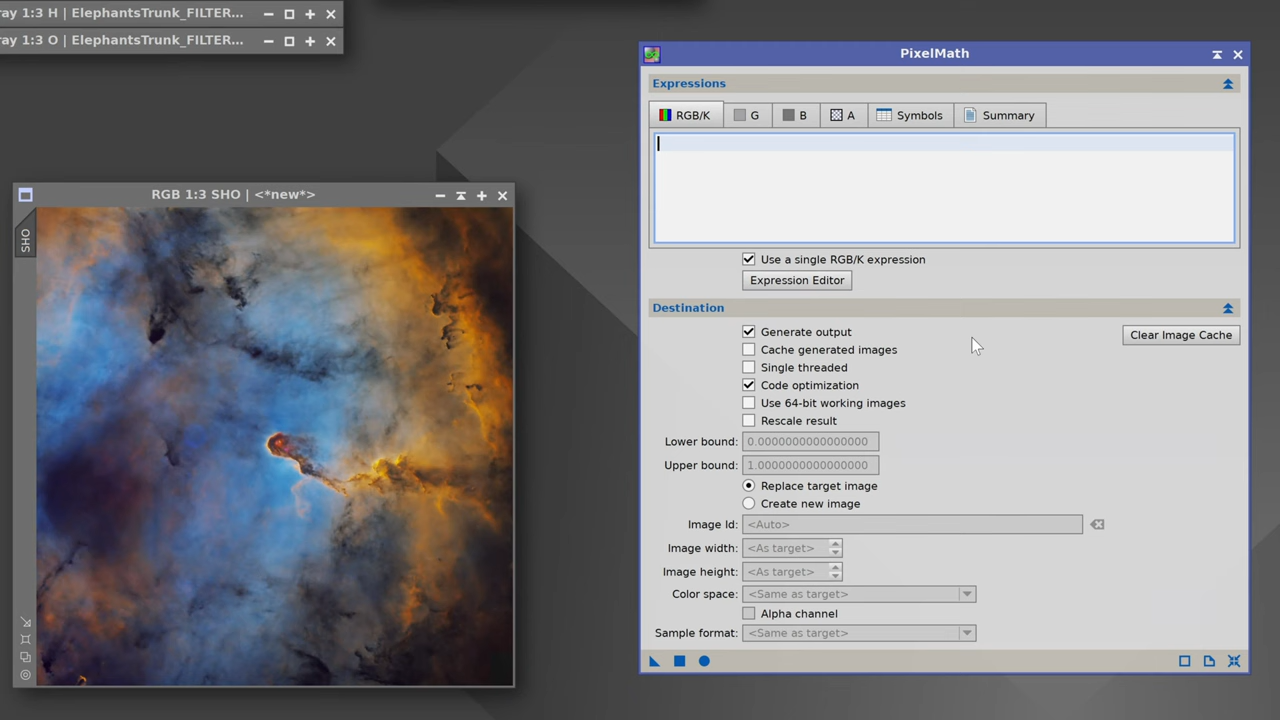 ray 1:3 H | ElephantsTrunk_FILTER...
ray 1:3 O | ElephantsTrunk_FILTER...
RGB 1:3 SHO | <*new*>
SHO
PixelMath
Expressions
RGB/K G B A Symbols Summary
Use a single RGB/K expression
Expression Editor
Destination
Generate output
Clear Image Cache
Cache generated images
Single threaded
Code optimization
Use 64-bit working images
Rescale result
Lower bound: 0.0000000000000000
Upper bound: 1.0000000000000000
Replace target image
Create new image
Image Id: <Auto>
Image width: <As target>
Image height: <As target>
Color space: <Same as target>
Alpha channel
Sample format: <Same as target>